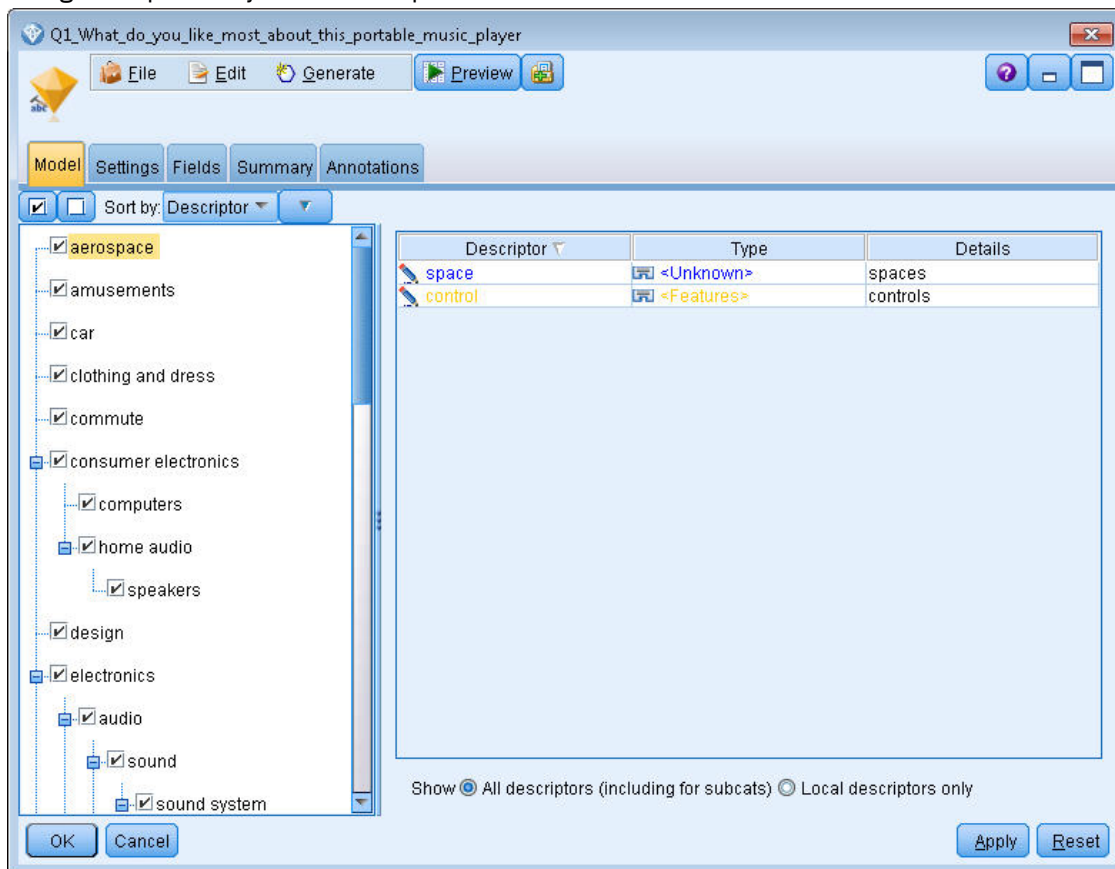 Q1_What_do_you_like_most_about_this_portable_music_player
File Edit Generate Preview
abc
Model Settings Fields Summary Annotations
Sort by: Descriptor
aerospace
amusements
car
clothing and dress
commute
consumer electronics
computers
home audio
speakers
design
electronics
audio
sound
sound system
Descriptor Type Details
space <Unknown> spaces
control <Features> controls
Show All descriptors (including for subcats) Local descriptors only
OK Cancel Apply Reset